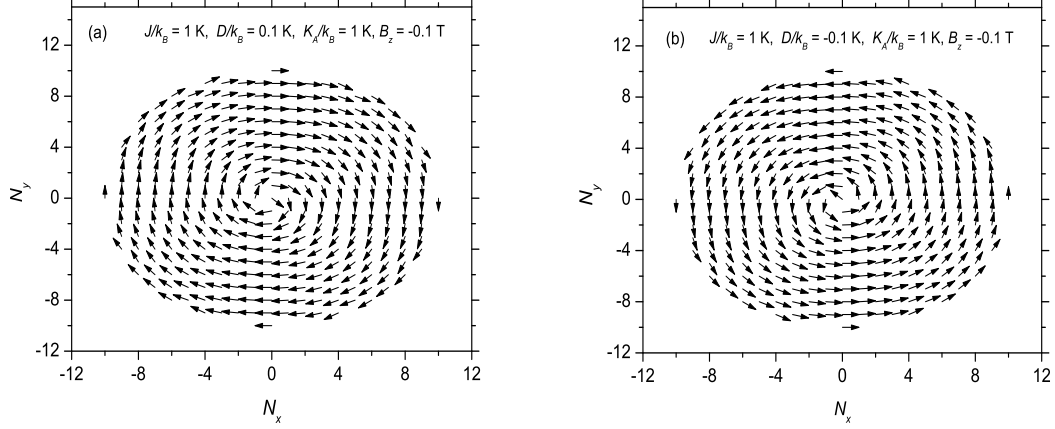 (a) J/k_B = 1 K, D/k_B = 0.1 K, K_A/k_B = 1 K, B_z = -0.1 T
12
8
4
0
-4
-8
-12
N_y
-12 -8 -4 0 4 8 12
N_x
(b) J/k_B = 1 K, D/k_B = -0.1 K, K_A/k_B = 1 K, B_z = -0.1 T
12
8
4
0
-4
-8
-12
N_y
-12 -8 -4 0 4 8 12
N_x